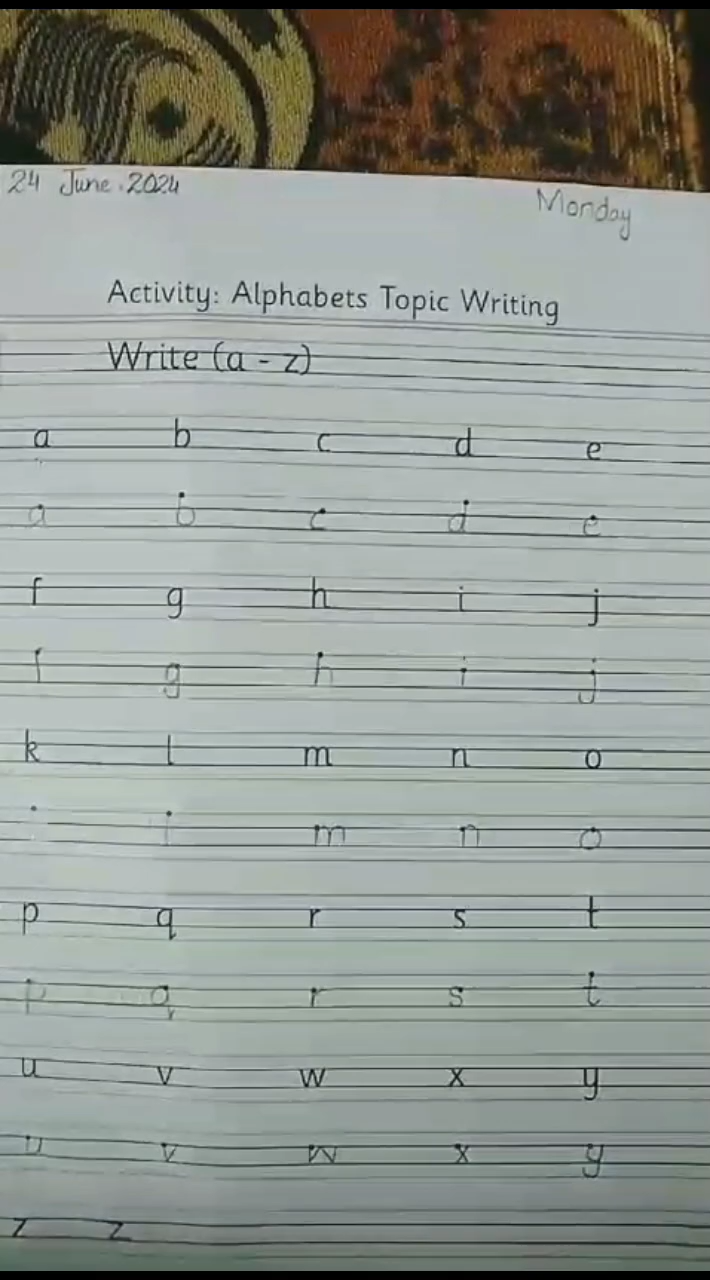 24 June 2024 Monday
Activity: Alphabets Topic Writing
Write (a - z)
a b c d e
a b c d e
f g h i j
f g h i j
k l m n o
m n o
p q r s t
p q r s t
u v w x y
u v w x y
z z